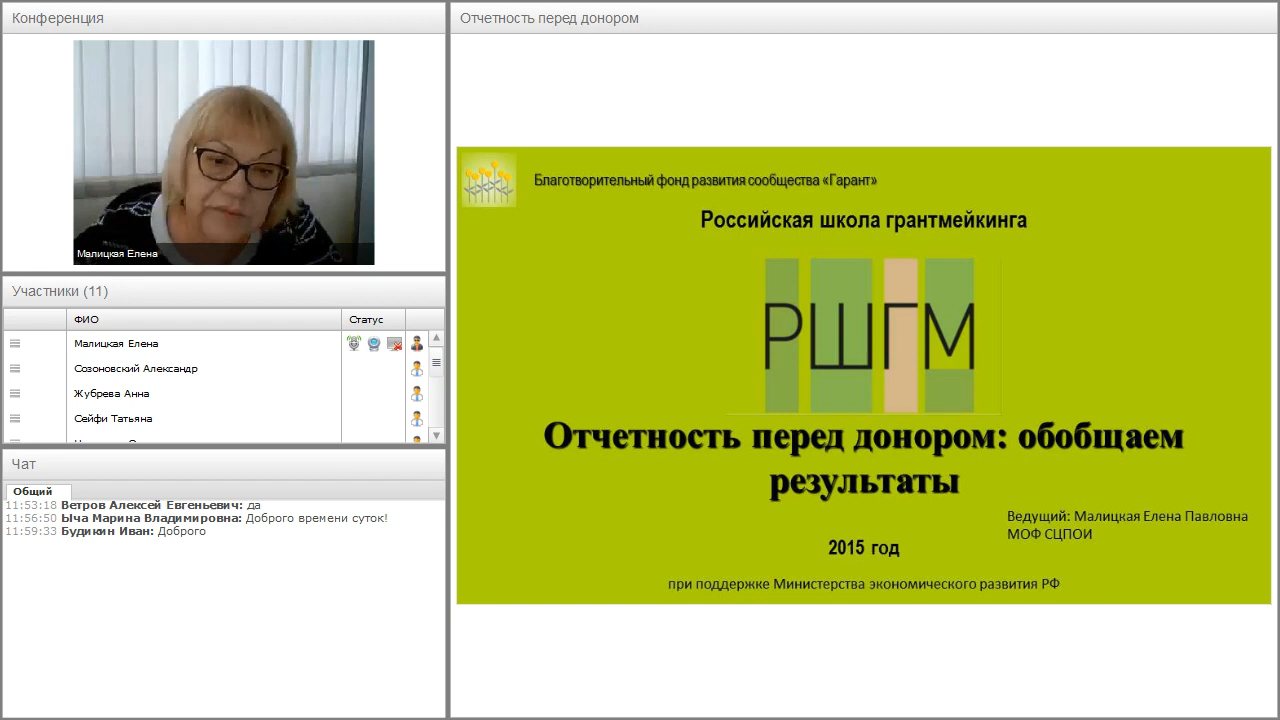 Конференция
Малицкая Елена
Участники (11)
ФИО Статус
Малицкая Елена
Созоновский Александр
Жубрева Анна
Сейфи Татьяна
Чат
Общий
11:53:18 Ветров Алексей Евгеньевич: да
11:56:50 Ыча Марина Владимировна: Доброго времени суток!
11:59:33 Будикин Иван: Доброго
Отчетность перед донором
Благотворительный фонд развития сообщества «Гарант»
Российская школа грантмейкинга
РШГМ
Отчетность перед донором: обобщаем
результаты
Ведущий: Малицкая Елена Павловна
МОФ СЦПОИ
2015 год
при поддержке Министерства экономического развития РФ